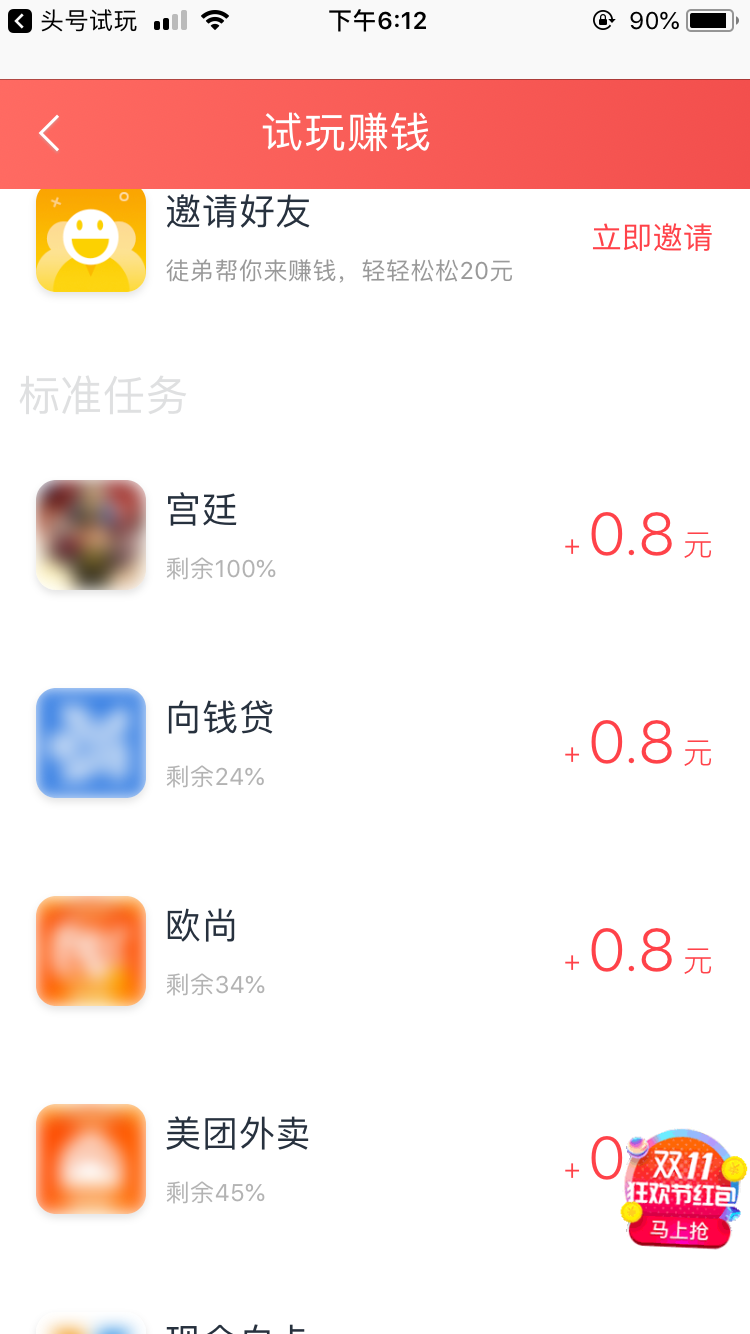 头号试玩
下午6:12
90%
试玩赚钱
邀请好友
立即邀请
徒弟帮你来赚钱，轻轻松松20元
标准任务
宫廷
+0.8元
剩余100%
向钱贷
+0.8元
剩余24%
欧尚
+0.8元
剩余34%
美团外卖
+0
剩余45%
双11
狂欢节红包
马上抢